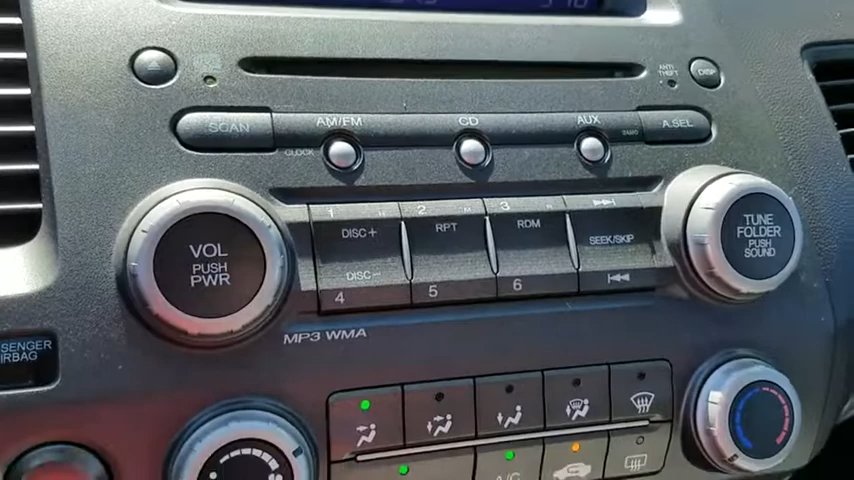 ANTI
THEFT
DISP
SCAN
AM/FM
CLOCK
CD
AUX
A.SEL
1
2
3
DISC+
RPT
RDM
SEEK/SKIP
DISC-
4
5
6
VOL
PUSH
PWR
TUNE
FOLDER
PUSH
SOUND
MP3 WMA
SENGER
AIRBAG
A/C